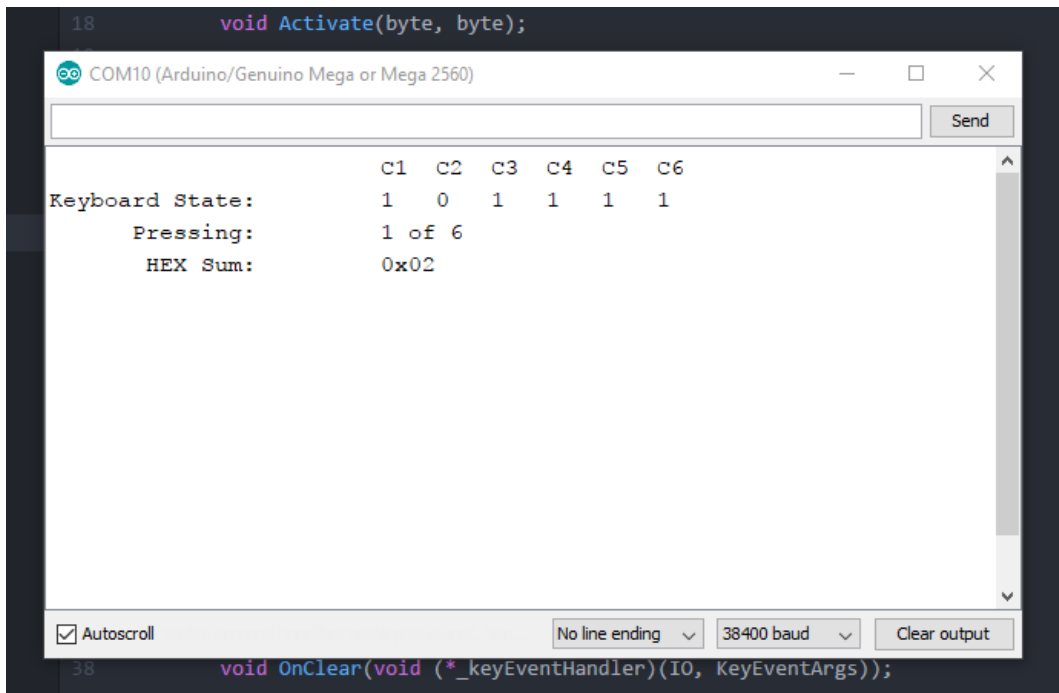 18 void Activate(byte, byte);
COM10 (Arduino/Genuino Mega or Mega 2560)
Send
C1 C2 C3 C4 C5 C6
Keyboard State: 1 0 1 1 1 1
Pressing: 1 of 6
HEX Sum: 0x02
Autoscroll No line ending 38400 baud Clear output
38 void OnClear(void (*_keyEventHandler)(IO, KeyEventArgs));